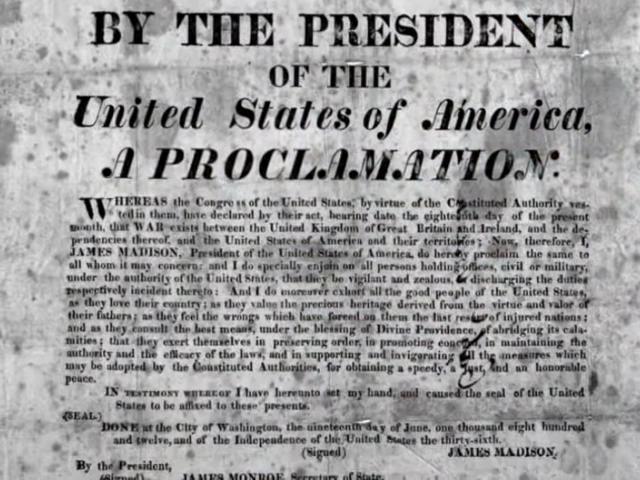 BY THE PRESIDENT
OF THE
United States of America,
A PROCLAMATION.
WHEREAS the Congress of the United States, by virtue of the Constituted Authority ves-
ted in them, have declared by their act, bearing date the eighteenth day of the present
month, that WAR exists between the United Kingdom of Great Britain and Ireland, and the de-
pendencies thereof, and the United States of America and their territories; Now, therefore, I,
JAMES MADISON, President of the United States of America, do hereby proclaim the same to
all whom it may concern: and I do specially enjoin on all persons holding offices, civil or military,
under the authority of the United States, that they be vigilant and zealous, in discharging the duties
respectively incident thereto: And I do moreover exhort all the good people of the United States,
as they love their country; as they value the precious heritage derived from the virtue and valor of
their fathers; as they feel the wrongs which have forced on them the last resort of injured nations;
and as they consult the best means, under the blessing of Divine Providence, of abridging its cala-
mities; that they exert themselves in preserving order, in promoting concord, in maintaining the
authority and the efficacy of the laws, and in supporting and invigorating all the measures which
may be adopted by the Constituted Authorities, for obtaining a speedy, a just, and an honorable
peace.
IN TESTIMONY WHEREOF I have hereunto set my hand, and caused the seal of the United
States to be affixed to these presents.
(SEAL)
DONE at the City of Washington, the nineteenth day of June, one thousand eight hundred
and twelve, and of the Independence of the United States the thirty-sixth.
(Signed) JAMES MADISON.
By the President,
(Signed) JAMES MONROE, Secretary of State.